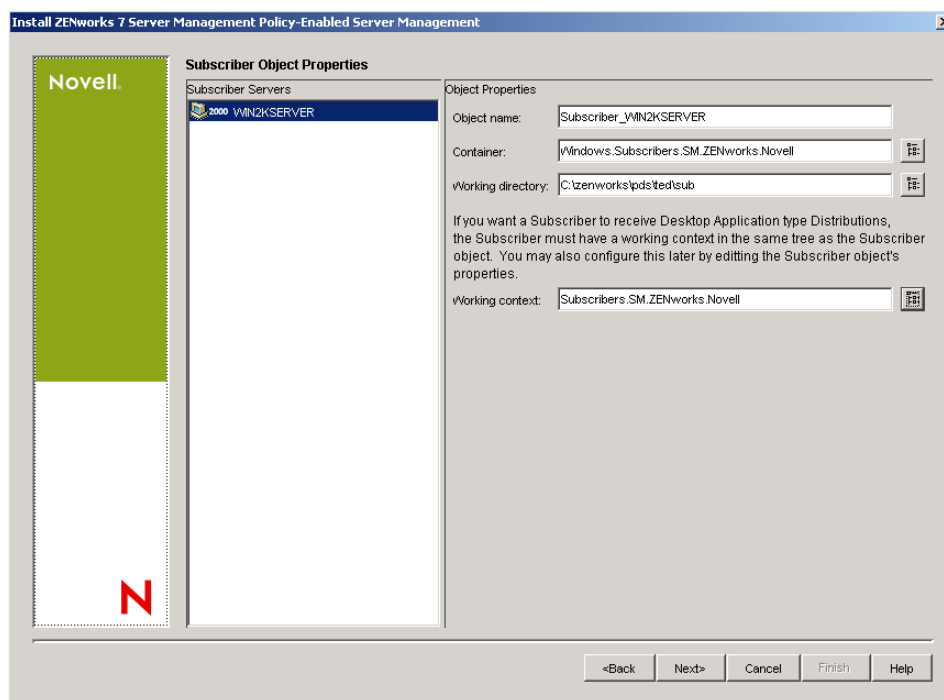 Install ZENworks 7 Server Management Policy-Enabled Server Management
Novell.
Subscriber Object Properties
Subscriber Servers
2000 WIN2KSERVER
Object Properties
Object name: Subscriber_WIN2KSERVER
Container: Windows.Subscribers.SM.ZENworks.Novell
Working directory: C:\zenworks\pds\ted\sub
If you want a Subscriber to receive Desktop Application type Distributions,
the Subscriber must have a working context in the same tree as the Subscriber
object. You may also configure this later by editting the Subscriber object's
properties.
Working context: Subscribers.SM.ZENworks.Novell
N
<Back Next> Cancel Finish Help